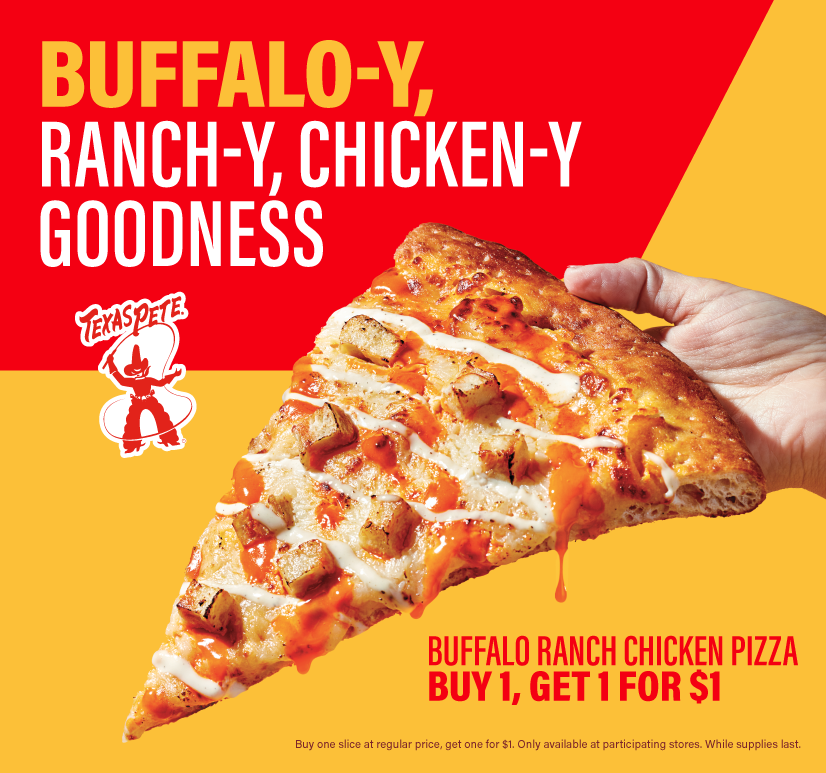 BUFFALO-Y,
RANCH-Y, CHICKEN-Y
GOODNESS
TEXAS PETE.
BUFFALO RANCH CHICKEN PIZZA
BUY 1, GET 1 FOR $1
Buy one slice at regular price, get one for $1. Only available at participating stores. While supplies last.